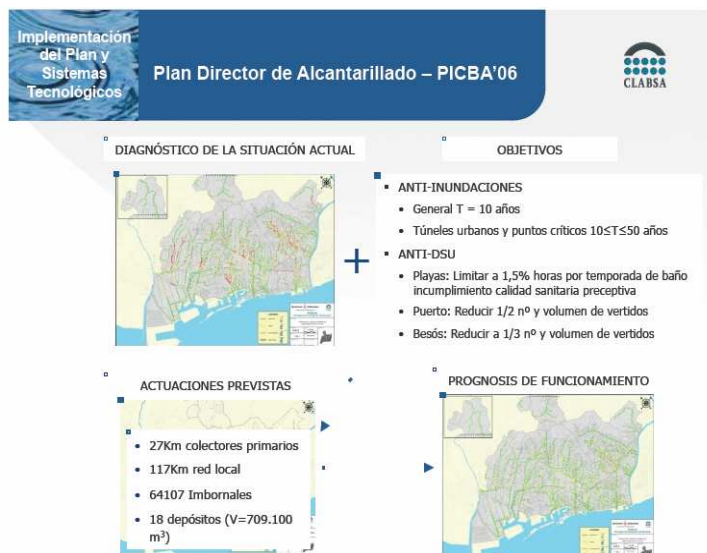 Implementación
del Plan y
Sistemas
Tecnológicos
Plan Director de Alcantarillado – PICBA'06
CLABSA
DIAGNÓSTICO DE LA SITUACIÓN ACTUAL
OBJETIVOS
▪ ANTI-INUNDACIONES
• General T = 10 años
• Túneles urbanos y puntos críticos 10≤T≤50 años
▪ ANTI-DSU
• Playas: Limitar a 1,5% horas por temporada de baño
incumplimiento calidad sanitaria preceptiva
• Puerto: Reducir 1/2 nº y volumen de vertidos
• Besós: Reducir a 1/3 nº y volumen de vertidos
+
ACTUACIONES PREVISTAS
• 27Km colectores primarios
• 117Km red local
• 64107 Imbornales
• 18 depósitos (V=709.100
m³)
PROGNOSIS DE FUNCIONAMIENTO